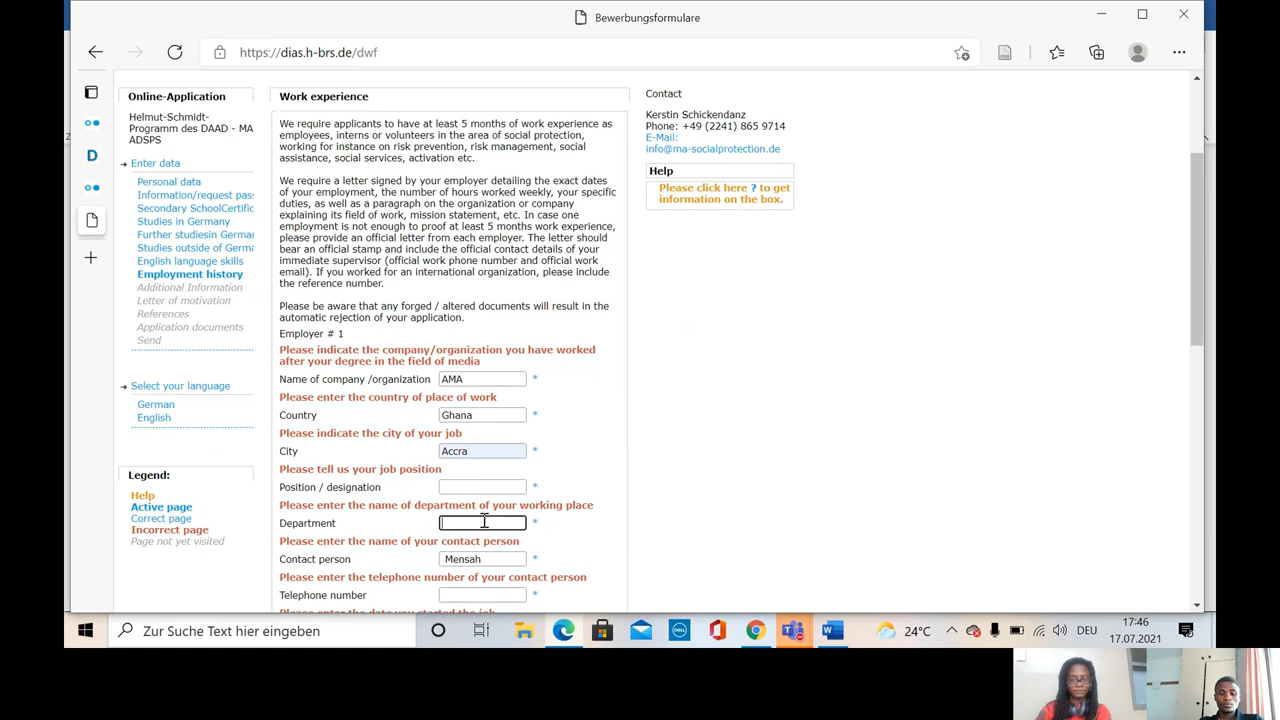 Bewerbungsformulare
https://dias.h-brs.de/dwf
Online-Application
Helmut-Schmidt-
Programm des DAAD - MA
ADSPS
Enter data
Personal data
Information/request pas
Secondary SchoolCertific
Studies in Germany
Further studiesin Germa
Studies outside of Germa
English language skills
Employment history
Additional Information
Letter of motivation
References
Application documents
Send
Select your language
German
English
Legend:
Help
Active page
Correct page
Incorrect page
Page not yet visited
Work experience
We require applicants to have at least 5 months of work experience as
employees, interns or volunteers in the area of social protection,
working for instance on risk prevention, risk management, social
assistance, social services, activation etc.
We require a letter signed by your employer detailing the exact dates
of your employment, the number of hours worked weekly, your specific
duties, as well as a paragraph on the organization or company
explaining its field of work, mission statement, etc. In case one
employment is not enough to proof at least 5 months work experience,
please provide an official letter from each employer. The letter should
bear an official stamp and include the official contact details of your
immediate supervisor (official work phone number and official work
email). If you worked for an international organization, please include
the reference number.
Please be aware that any forged / altered documents will result in the
automatic rejection of your application.
Employer # 1
Please indicate the company/organization you have worked
after your degree in the field of media
Name of company /organization AMA *
Please enter the country of place of work
Country Ghana *
Please indicate the city of your job
City Accra *
Please tell us your job position
Position / designation *
Please enter the name of department of your working place
Department *
Please enter the name of your contact person
Contact person Mensah *
Please enter the telephone number of your contact person
Telephone number *
Please enter the date you started the job
Contact
Kerstin Schickendanz
Phone: +49 (2241) 865 9714
E-Mail:
info@ma-socialprotection.de
Help
Please click here ? to get
information on the box.
Zur Suche Text hier eingeben
24°C
DEU
17:46
17.07.2021